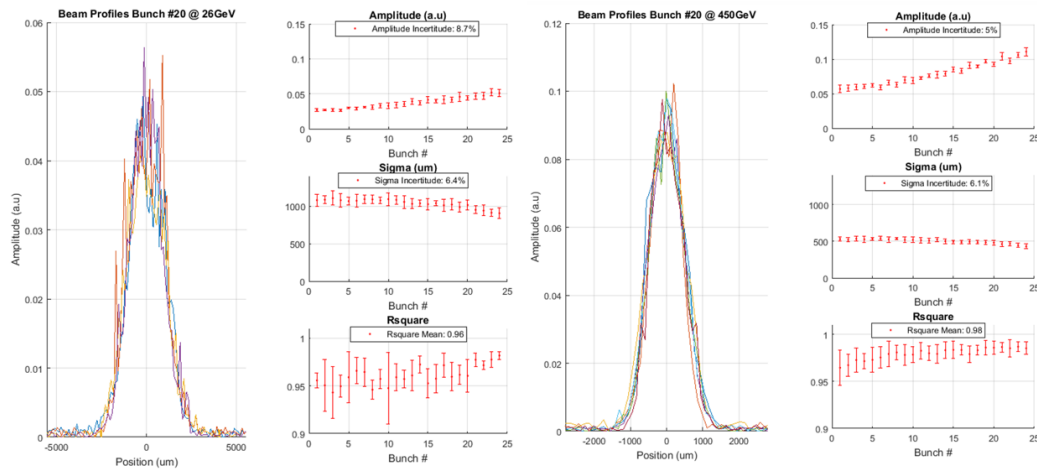 Beam Profiles Bunch #20 @ 26GeV
0.06
0.05
0.04
0.03
0.02
0.01
0
Amplitude (a.u)
-5000
0
5000
Position (um)
Amplitude (a.u)
Amplitude Incertitude: 8.7%
0.15
0.1
0.05
0
0 5 10 15 20 25
Bunch #
Sigma (um)
Sigma Incertitude: 6.4%
1000
500
0
0 5 10 15 20 25
Bunch #
Rsquare
Rsquare Mean: 0.96
1
0.95
0.9
0 5 10 15 20 25
Bunch #
Beam Profiles Bunch #20 @ 450GeV
0.12
0.1
0.08
0.06
0.04
0.02
0
Amplitude (a.u)
-2000 -1000 0 1000 2000
Position (um)
Amplitude (a.u)
Amplitude Incertitude: 5%
0.15
0.1
0.05
0
0 5 10 15 20 25
Bunch #
Sigma (um)
Sigma Incertitude: 6.1%
1000
500
0
0 5 10 15 20 25
Bunch #
Rsquare
Rsquare Mean: 0.98
1
0.95
0.9
0 5 10 15 20 25
Bunch #